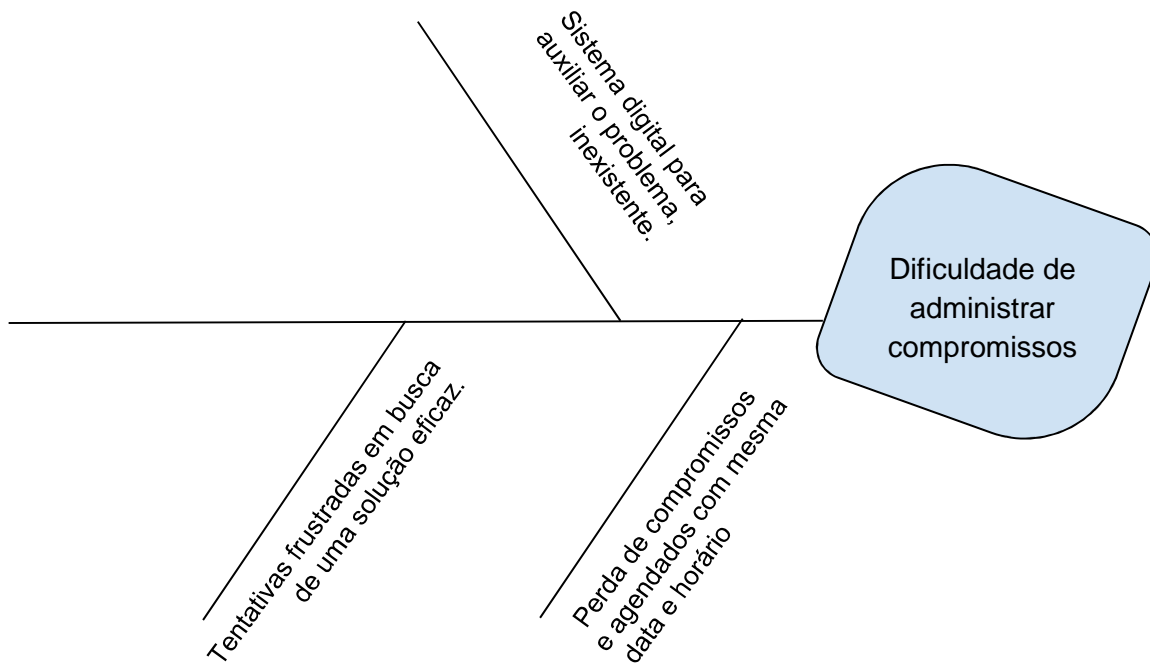 Sistema digital para
auxiliar o problema,
inexistente.
Dificuldade de
administrar
compromissos
Tentativas frustradas em busca
de uma solução eficaz.
Perda de compromissos
e agendados com mesma
data e horário